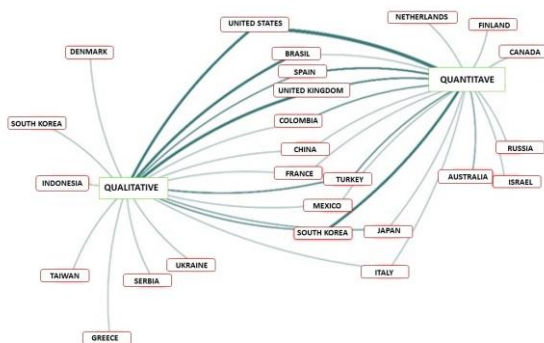 NETHERLANDS
UNITED STATES
FINLAND
DENMARK
BRASIL
CANADA
SPAIN
QUANTITAVE
UNITED KINGDOM
SOUTH KOREA
COLOMBIA
CHINA
RUSSIA
FRANCE
TURKEY
AUSTRALIA
ISRAEL
INDONESIA
QUALITATIVE
MEXICO
SOUTH KOREA
JAPAN
UKRAINE
ITALY
TAIWAN
SERBIA
GREECE